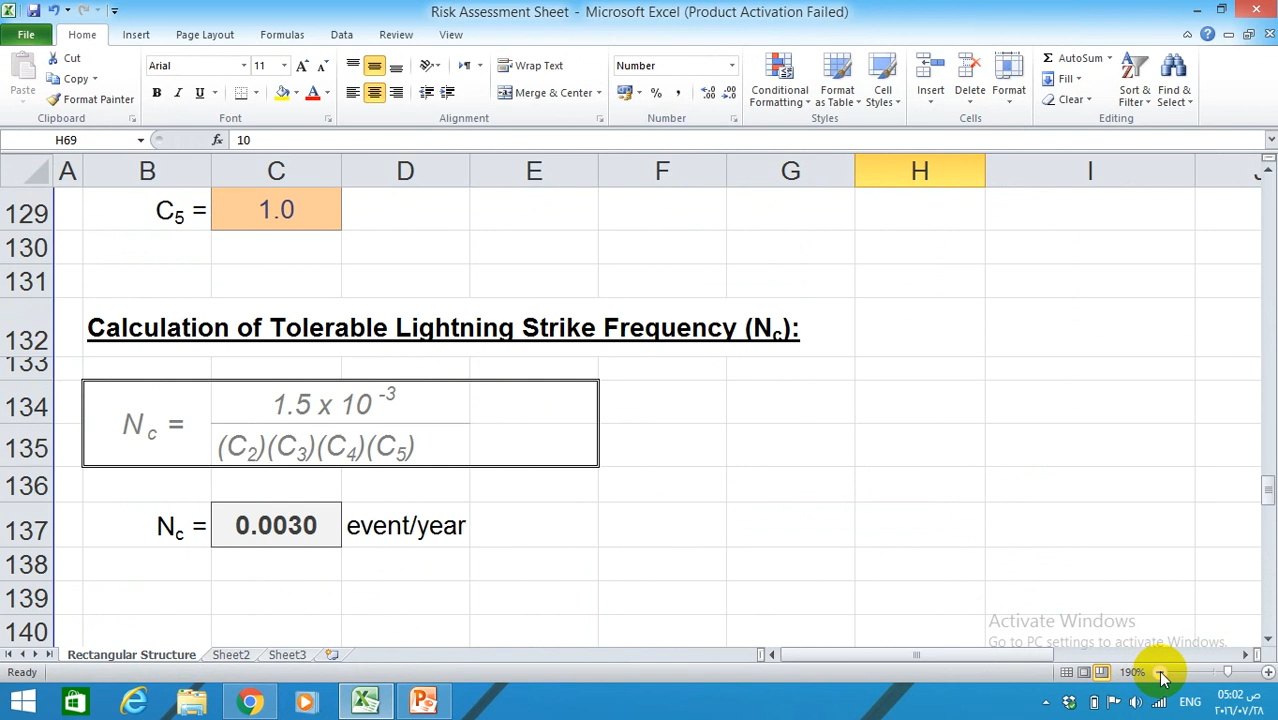 Risk Assessment Sheet - Microsoft Excel (Product Activation Failed)
File Home Insert Page Layout Formulas Data Review View
Paste Cut Copy Format Painter
Arial 11
B I U A A A
Wrap Text
Merge & Center
Number
% ,
Conditional Formatting
Format as Table
Cell Styles
Insert Delete Format
Σ AutoSum
Fill
Clear
Sort & Filter
Find & Select
Clipboard Font Alignment Number Styles Cells Editing
H69 fx 10
A B C D E F G H I J
129 C5 = 1.0
130
131
132 Calculation of Tolerable Lightning Strike Frequency (Nc):
133
134 Nc = 1.5 x 10 -3
135 (C2)(C3)(C4)(C5)
136
137 Nc = 0.0030 event/year
138
139
140
Activate Windows
Go to PC settings to activate Windows.
Rectangular Structure Sheet2 Sheet3
Ready 190%
ENG
05:02 ص
٢٠١٦/٠٧/٢٨